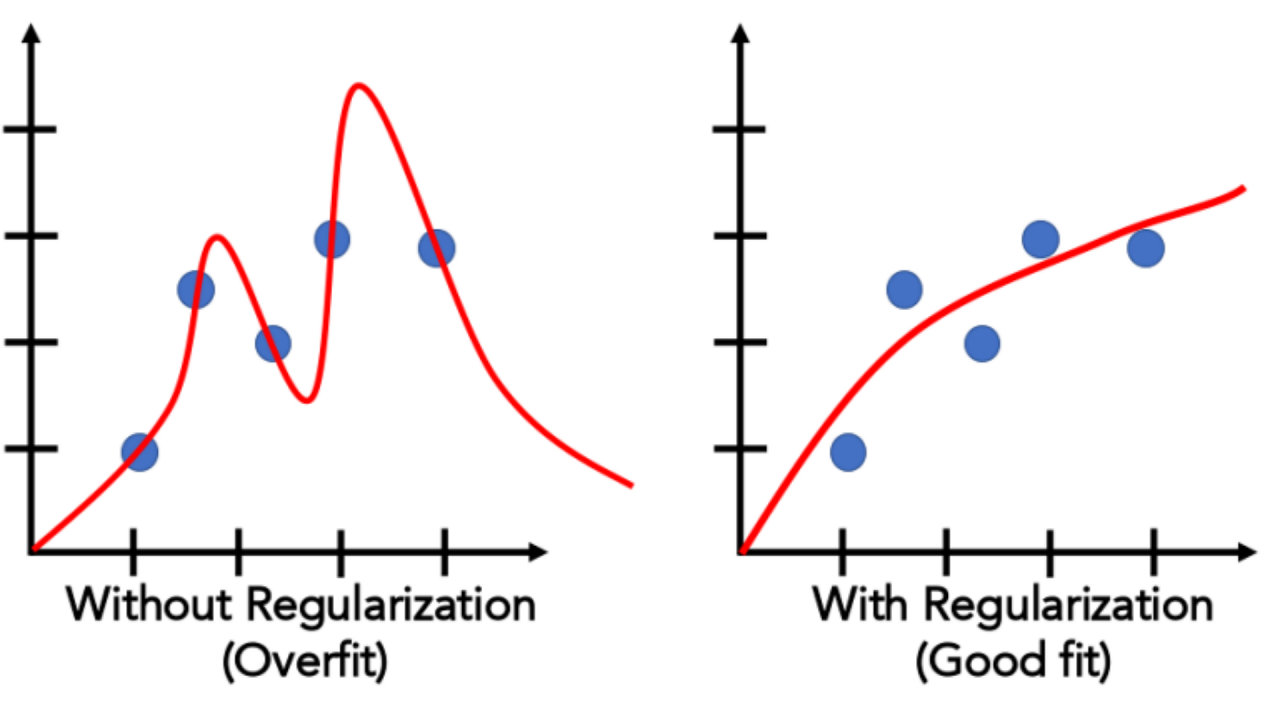 Without Regularization
(Overfit)
With Regularization
(Good fit)